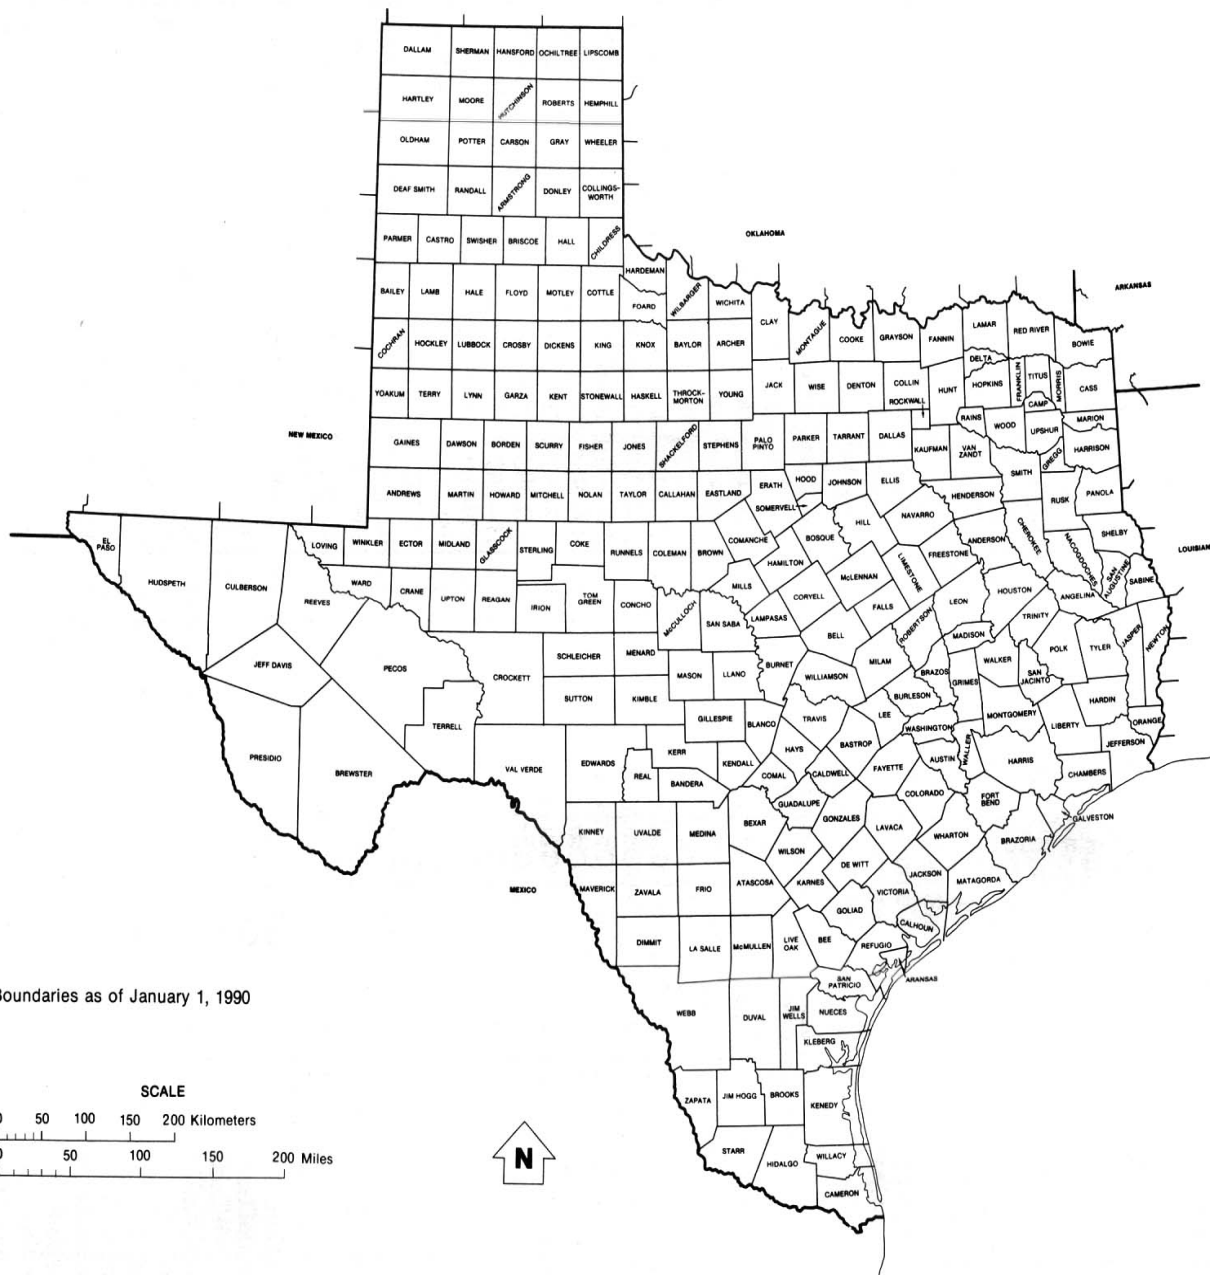 DALLAM SHERMAN HANSFORD OCHILTREE LIPSCOMB
HARTLEY MOORE HUTCHINSON ROBERTS HEMPHILL
OLDHAM POTTER CARSON GRAY WHEELER
DEAF SMITH RANDALL ARMSTRONG DONLEY COLLINGS-
WORTH
PARMER CASTRO SWISHER BRISCOE HALL CHILDRESS
OKLAHOMA
HARDEMAN
BAILEY LAMB HALE FLOYD MOTLEY COTTLE FOARD WILBARGER WICHITA
ARKANSAS
CLAY MONTAGUE COOKE GRAYSON FANNIN LAMAR RED RIVER BOWIE
COCHRAN HOCKLEY LUBBOCK CROSBY DICKENS KING KNOX BAYLOR ARCHER
DELTA
YOAKUM TERRY LYNN GARZA KENT STONEWALL HASKELL THROCK-
MORTON
YOUNG JACK WISE DENTON COLLIN HUNT HOPKINS FRANKLIN TITUS MORRIS CASS
ROCKWALL CAMP
RAINS WOOD UPSHUR MARION
NEW MEXICO
GAINES DAWSON BORDEN SCURRY FISHER JONES SHACKELFORD STEPHENS PALO
PINTO
PARKER TARRANT DALLAS KAUFMAN VAN
ZANDT
SMITH GREGG HARRISON
ANDREWS MARTIN HOWARD MITCHELL NOLAN TAYLOR CALLAHAN EASTLAND ERATH HOOD JOHNSON ELLIS HENDERSON RUSK PANOLA
SOMERVELL
EL
PASO
HUDSPETH CULBERSON REEVES LOVING WINKLER ECTOR MIDLAND GLASSCOCK STERLING COKE RUNNELS COLEMAN BROWN COMANCHE BOSQUE HILL NAVARRO ANDERSON CHEROKEE NACOGDOCHES SHELBY
LOUISIAN
HAMILTON McLENNAN LIMESTONE FREESTONE SAN
AUGUSTINE
SABINE
WARD CRANE UPTON REAGAN IRION TOM
GREEN
CONCHO McCULLOCH SAN SABA MILLS LAMPASAS CORYELL FALLS ROBERTSON LEON HOUSTON ANGELINA
TRINITY
BELL MADISON
JEFF DAVIS PECOS CROCKETT SCHLEICHER MENARD MASON LLANO BURNET WILLIAMSON MILAM BRAZOS GRIMES WALKER SAN
JACINTO
POLK TYLER JASPER NEWTON
SUTTON KIMBLE BURLESON
TERRELL GILLESPIE BLANCO TRAVIS LEE WASHINGTON MONTGOMERY LIBERTY HARDIN ORANGE
JEFFERSON
PRESIDIO BREWSTER VAL VERDE EDWARDS REAL KERR BANDERA KENDALL HAYS COMAL CALDWELL BASTROP FAYETTE AUSTIN WALLER HARRIS CHAMBERS
COLORADO FORT
BEND
GALVESTON
KINNEY UVALDE MEDINA BEXAR GUADALUPE GONZALES LAVACA WHARTON BRAZORIA
WILSON DE WITT
MEXICO
MAVERICK ZAVALA FRIO ATASCOSA KARNES VICTORIA JACKSON MATAGORDA
GOLIAD CALHOUN
DIMMIT LA SALLE McMULLEN LIVE
OAK
BEE REFUGIO
ARANSAS
SAN
PATRICIO
Boundaries as of January 1, 1990
WEBB DUVAL JIM
WELLS
NUECES
KLEBERG
SCALE
ZAPATA JIM HOGG BROOKS KENEDY
0 50 100 150 200 Kilometers
STARR HIDALGO WILLACY
0 50 100 150 200 Miles
N
CAMERON